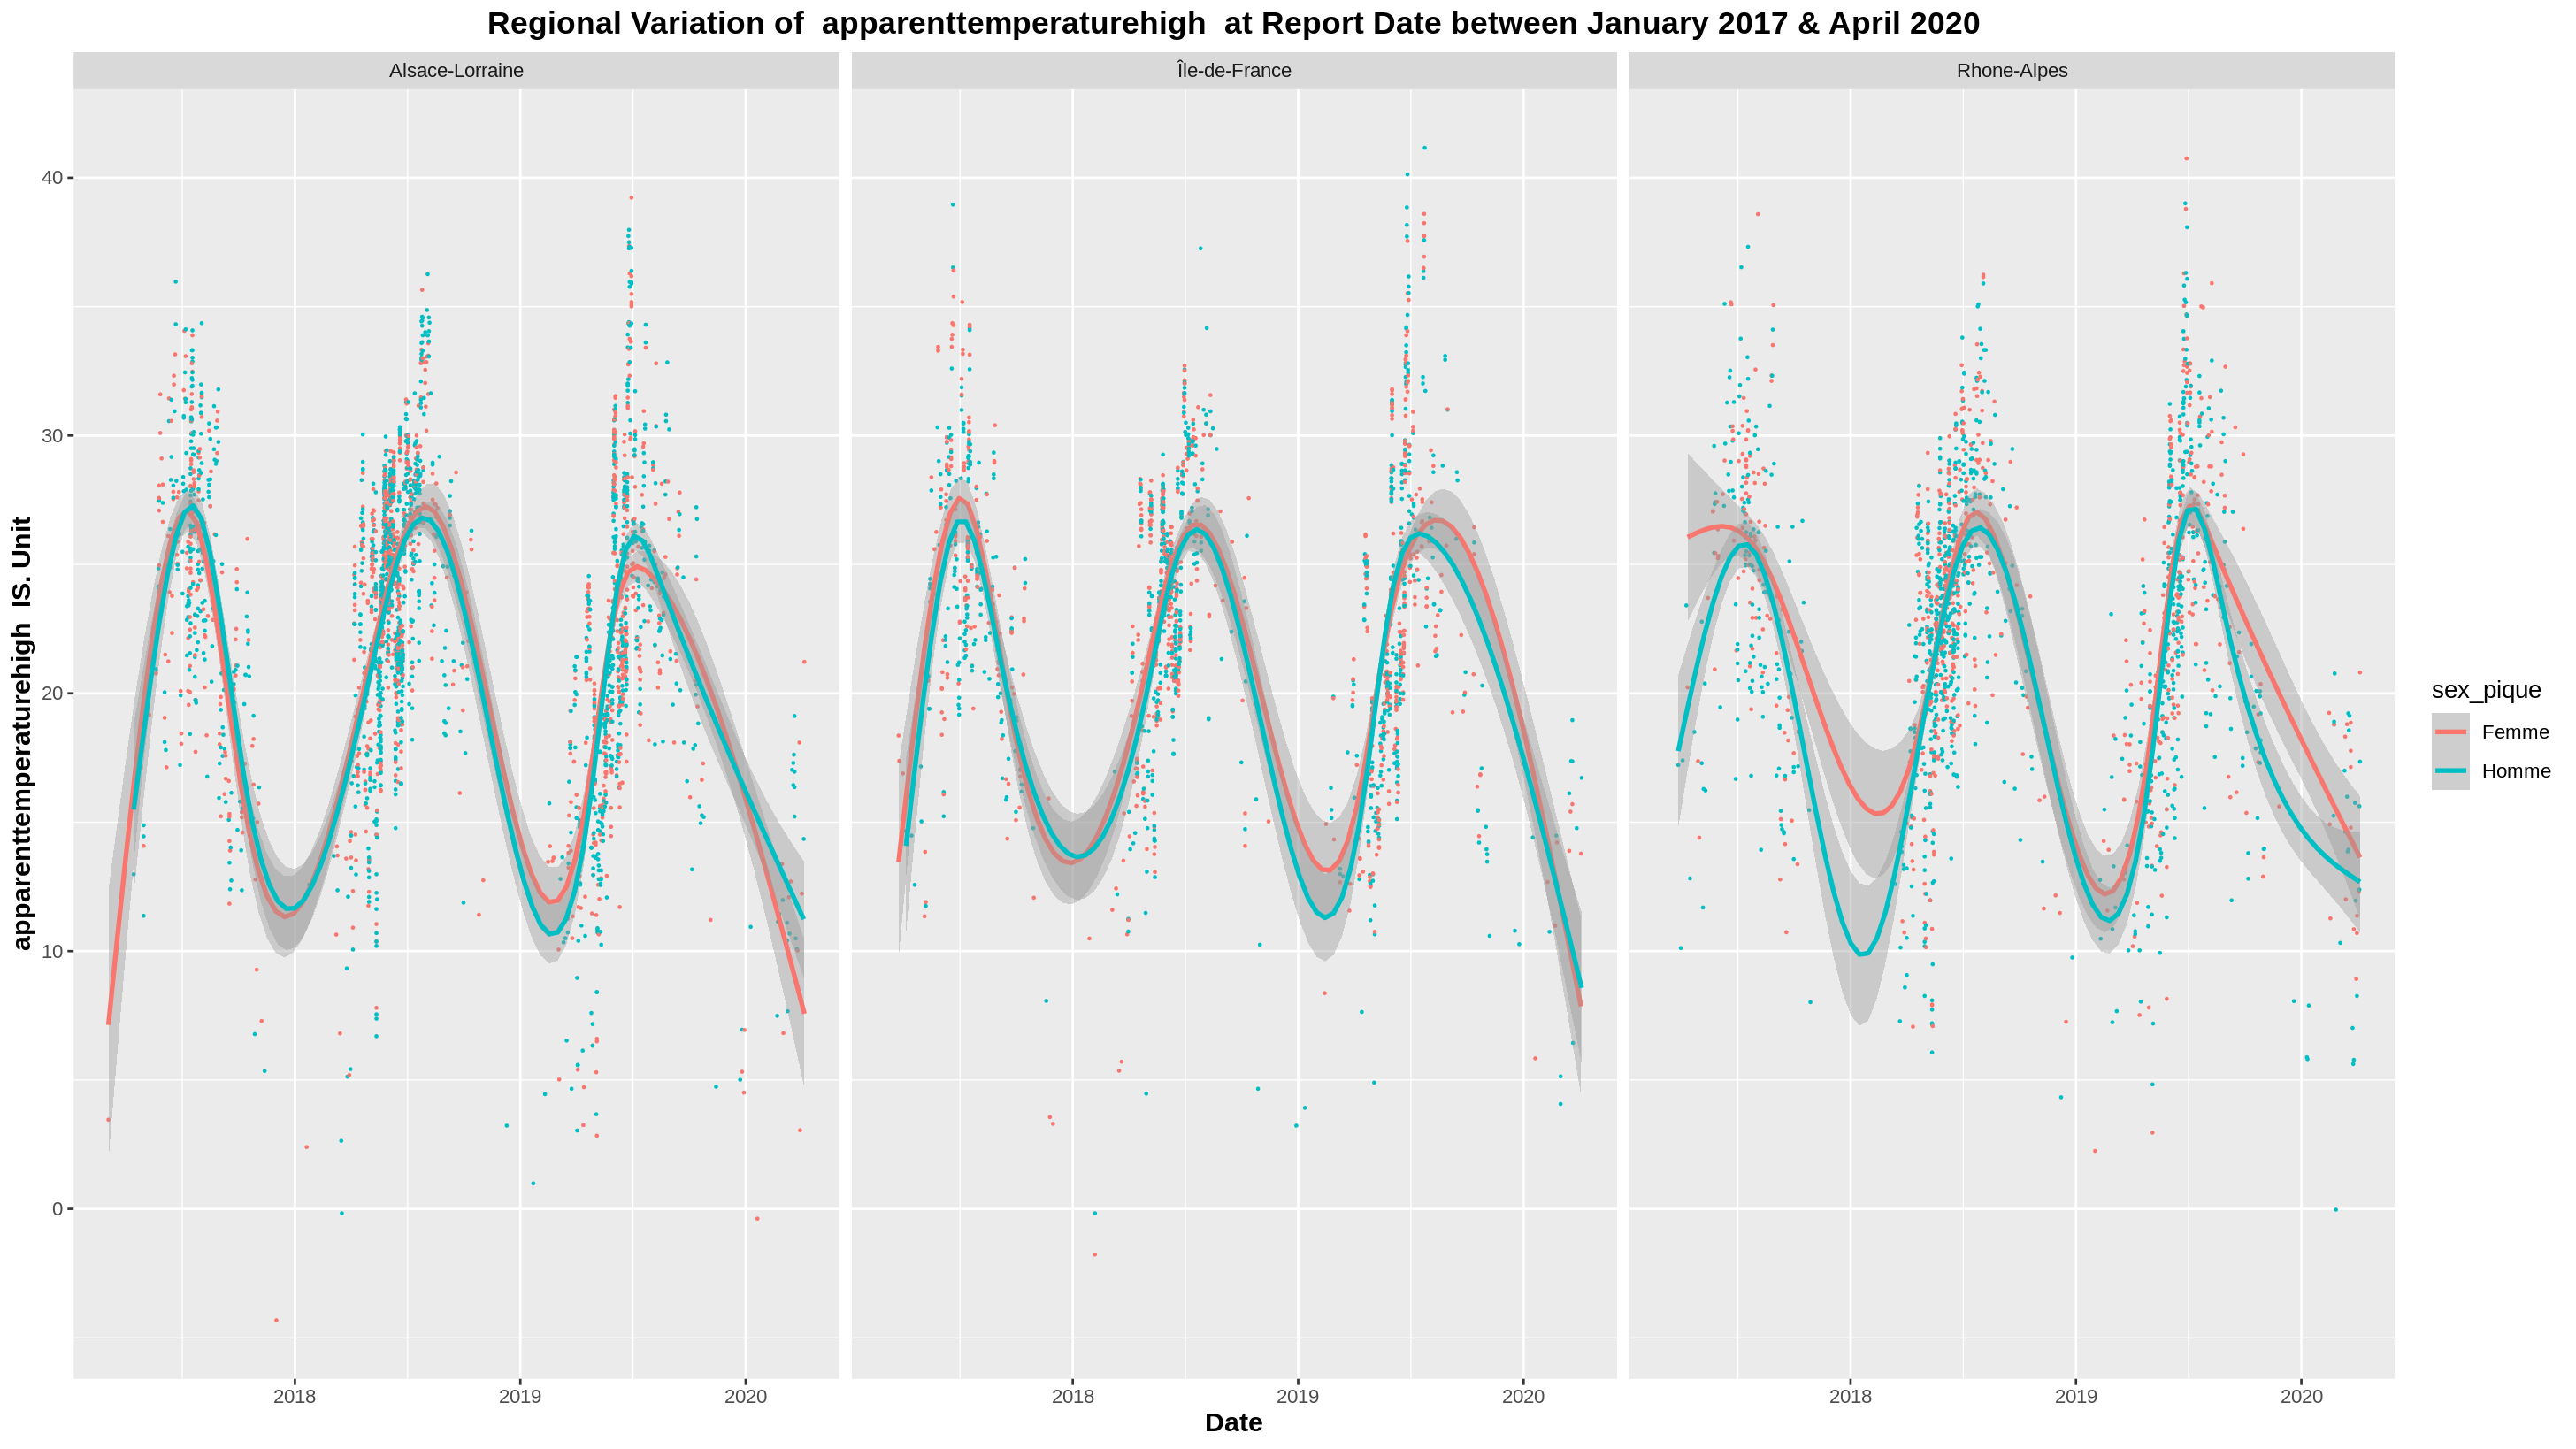 Regional Variation of  apparenttemperaturehigh  at Report Date between January 2017 & April 2020
Alsace-Lorraine
Île-de-France
Rhone-Alpes
40
30
20
10
0
apparenttemperaturehigh  IS. Unit
2018
2019
2020
2018
2019
2020
2018
2019
2020
Date
sex_pique
Femme
Homme